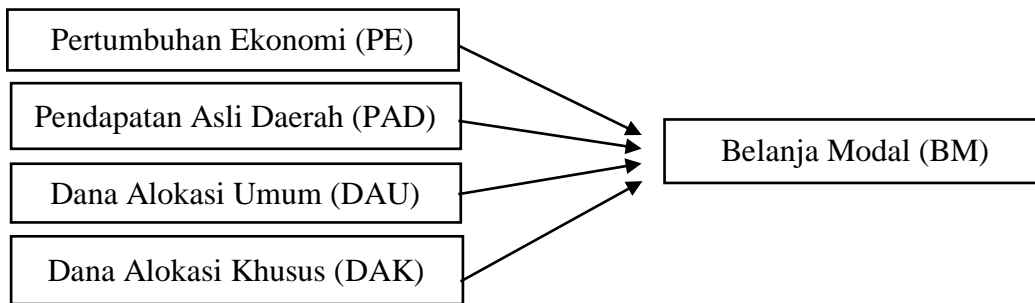 Pertumbuhan Ekonomi (PE)
Pendapatan Asli Daerah (PAD)
Dana Alokasi Umum (DAU)
Dana Alokasi Khusus (DAK)
Belanja Modal (BM)